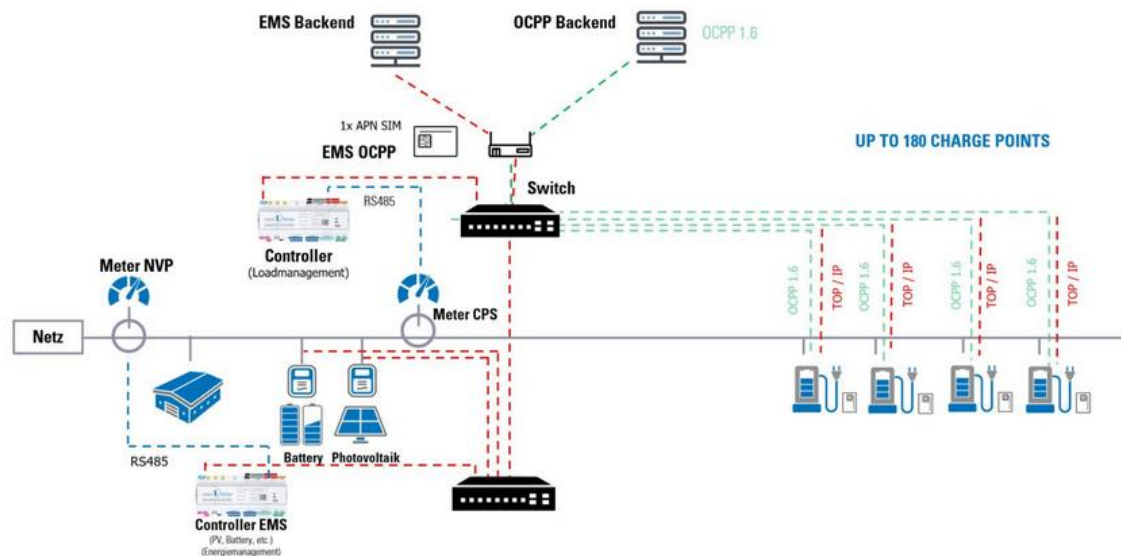 EMS Backend
OCPP Backend
OCPP 1.6
1x APN SIM
EMS OCPP
UP TO 180 CHARGE POINTS
Switch
RS485
Controller
(Loadmanagement)
Meter NVP
Meter CPS
Netz
OCPP 1.6
TOP / IP
OCPP 1.6
TOP / IP
OCPP 1.6
TOP / IP
OCPP 1.6
TOP / IP
RS485
Battery
Photovoltaik
Controller EMS
(PV, Battery, etc.)
(Energiemanagement)